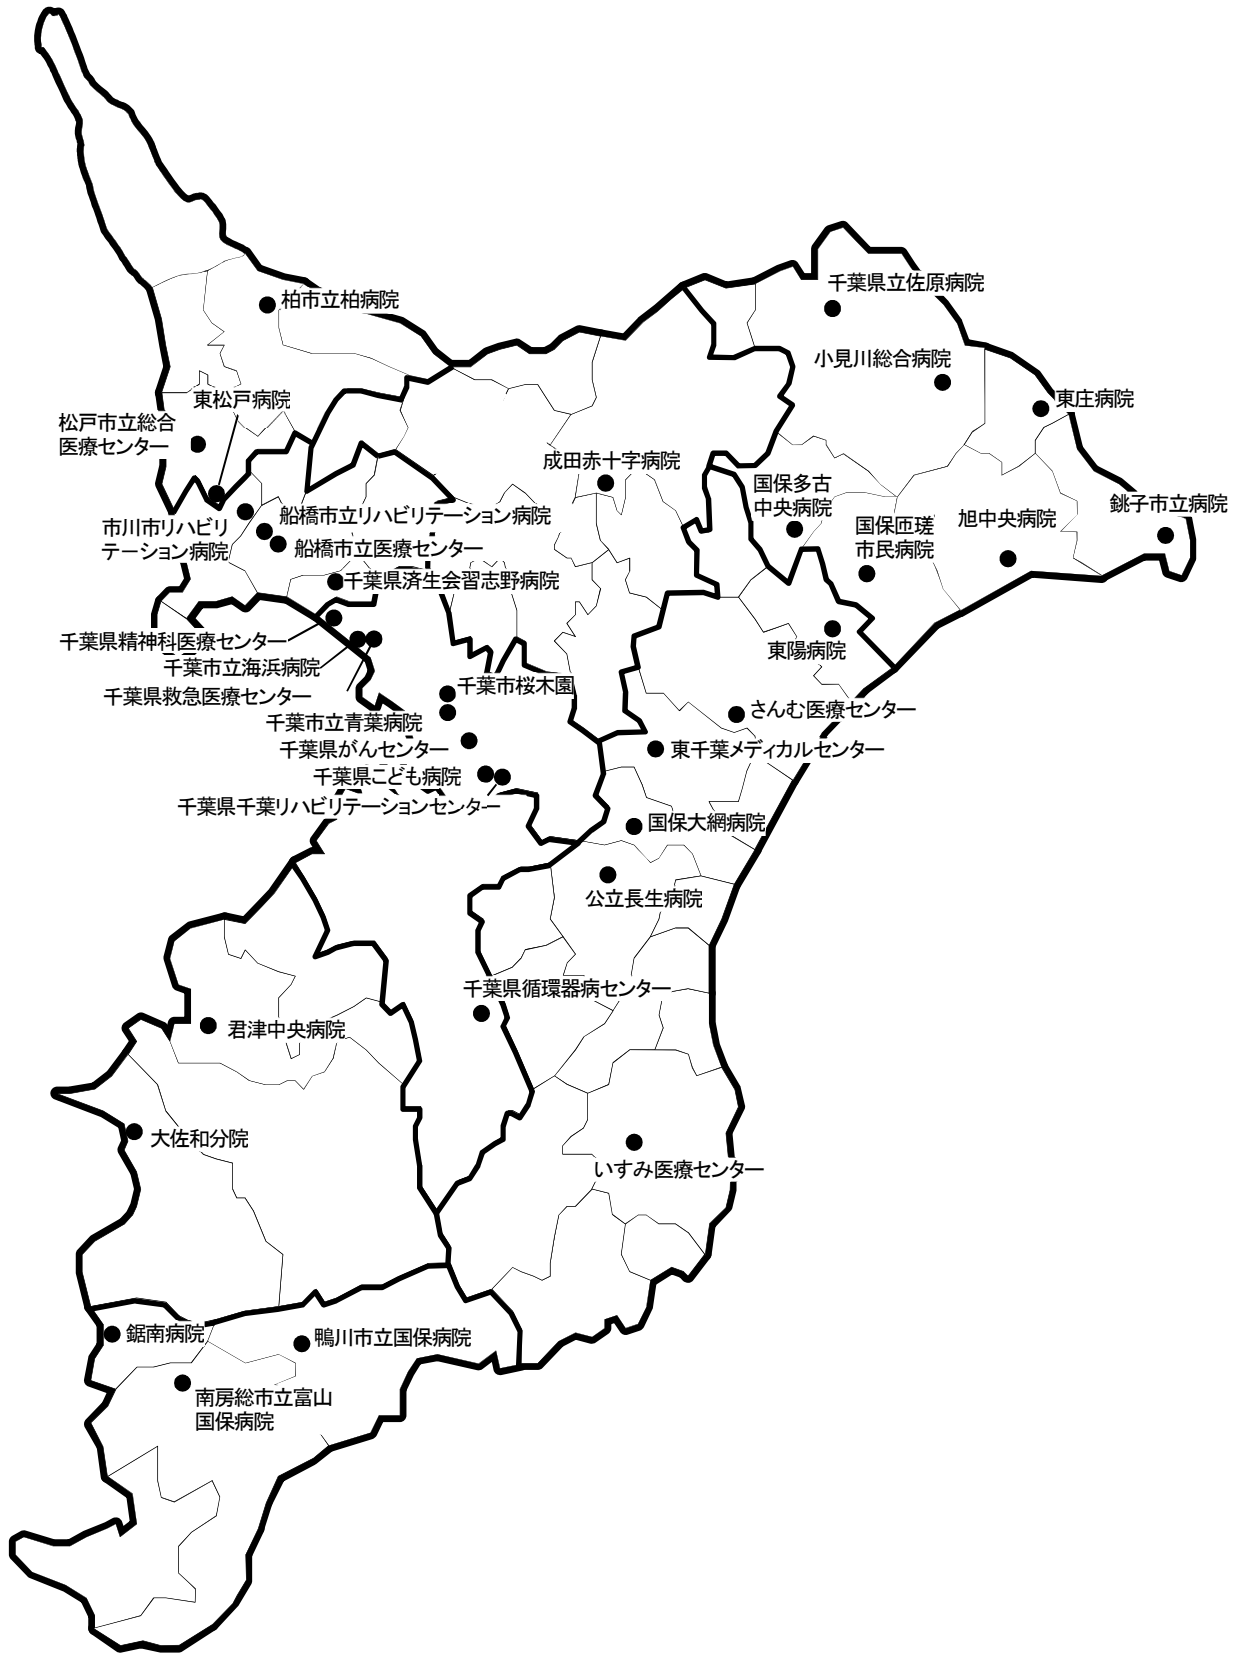 千葉県立佐原病院
柏市立柏病院
小見川総合病院
東松戸病院
東庄病院
松戸市立総合
医療センター
成田赤十字病院
国保多古
中央病院
銚子市立病院
船橋市立リハビリテーション病院
旭中央病院
市川市リハビリ
テーション病院
国保匝瑳
市民病院
船橋市立医療センター
千葉県済生会習志野病院
千葉県精神科医療センター
東陽病院
千葉市立海浜病院
千葉市桜木園
千葉県救急医療センター
さんむ医療センター
千葉市立青葉病院
千葉県がんセンター
東千葉メディカルセンター
千葉県こども病院
千葉県千葉リハビリテーションセンター
国保大網病院
公立長生病院
千葉県循環器病センター
君津中央病院
大佐和分院
いすみ医療センター
鋸南病院
鴨川市立国保病院
南房総市立富山
国保病院